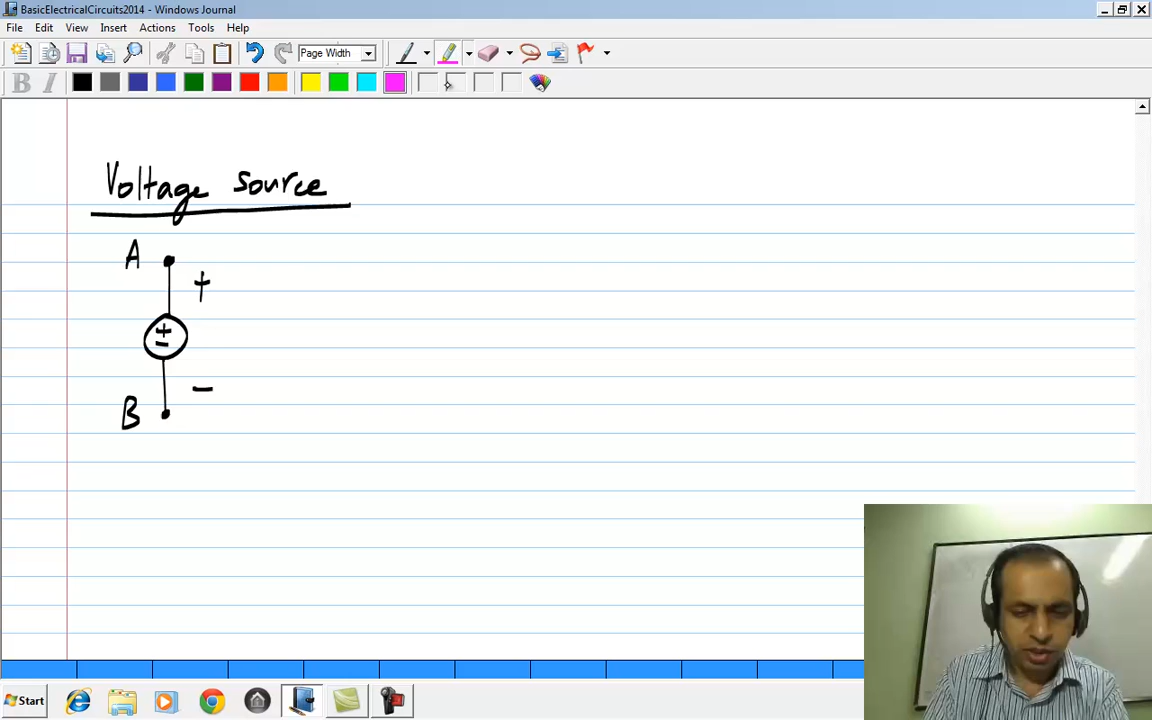 BasicElectricalCircuits2014 - Windows Journal
File Edit View Insert Actions Tools Help
Page Width
B I
Voltage source
A
+
+
−
−
B
Start